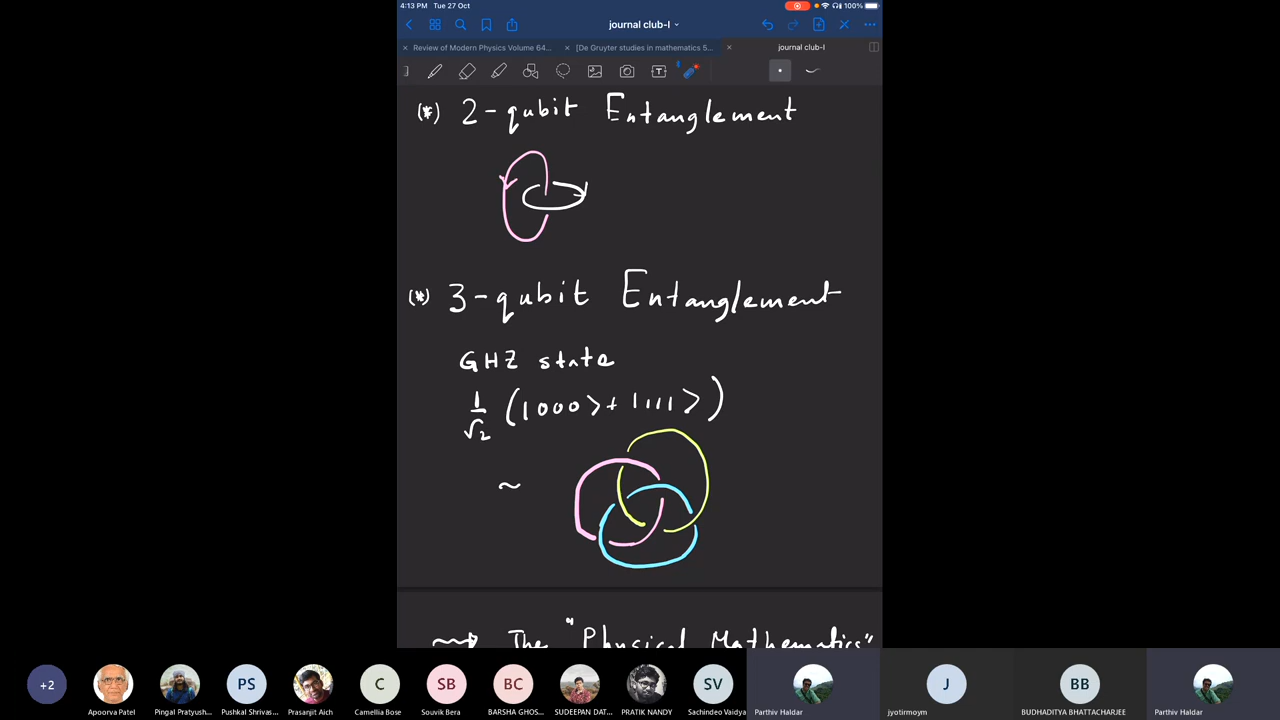 4:13 PM Tue 27 Oct
100%
journal club-I
Review of Modern Physics Volume 64...
[De Gruyter studies in mathematics 5...
journal club-I
(*) 2-qubit Entanglement
(*) 3-qubit Entanglement
GHZ state
1/√2 (|000>+|111>)
~
The "Physical Mathematics"
+2
PS
C
SB
BC
SV
J
BB
Apoorva Patel
Pingal Pratyush...
Pushkal Shrivas...
Prasanjit Aich
Camellia Bose
Souvik Bera
BARSHA GHOS...
SUDEEPAN DAT...
PRATIK NANDY
Sachindeo Vaidya
Parthiv Haldar
jyotirmoym
BUDHADITYA BHATTACHARJEE
Parthiv Haldar